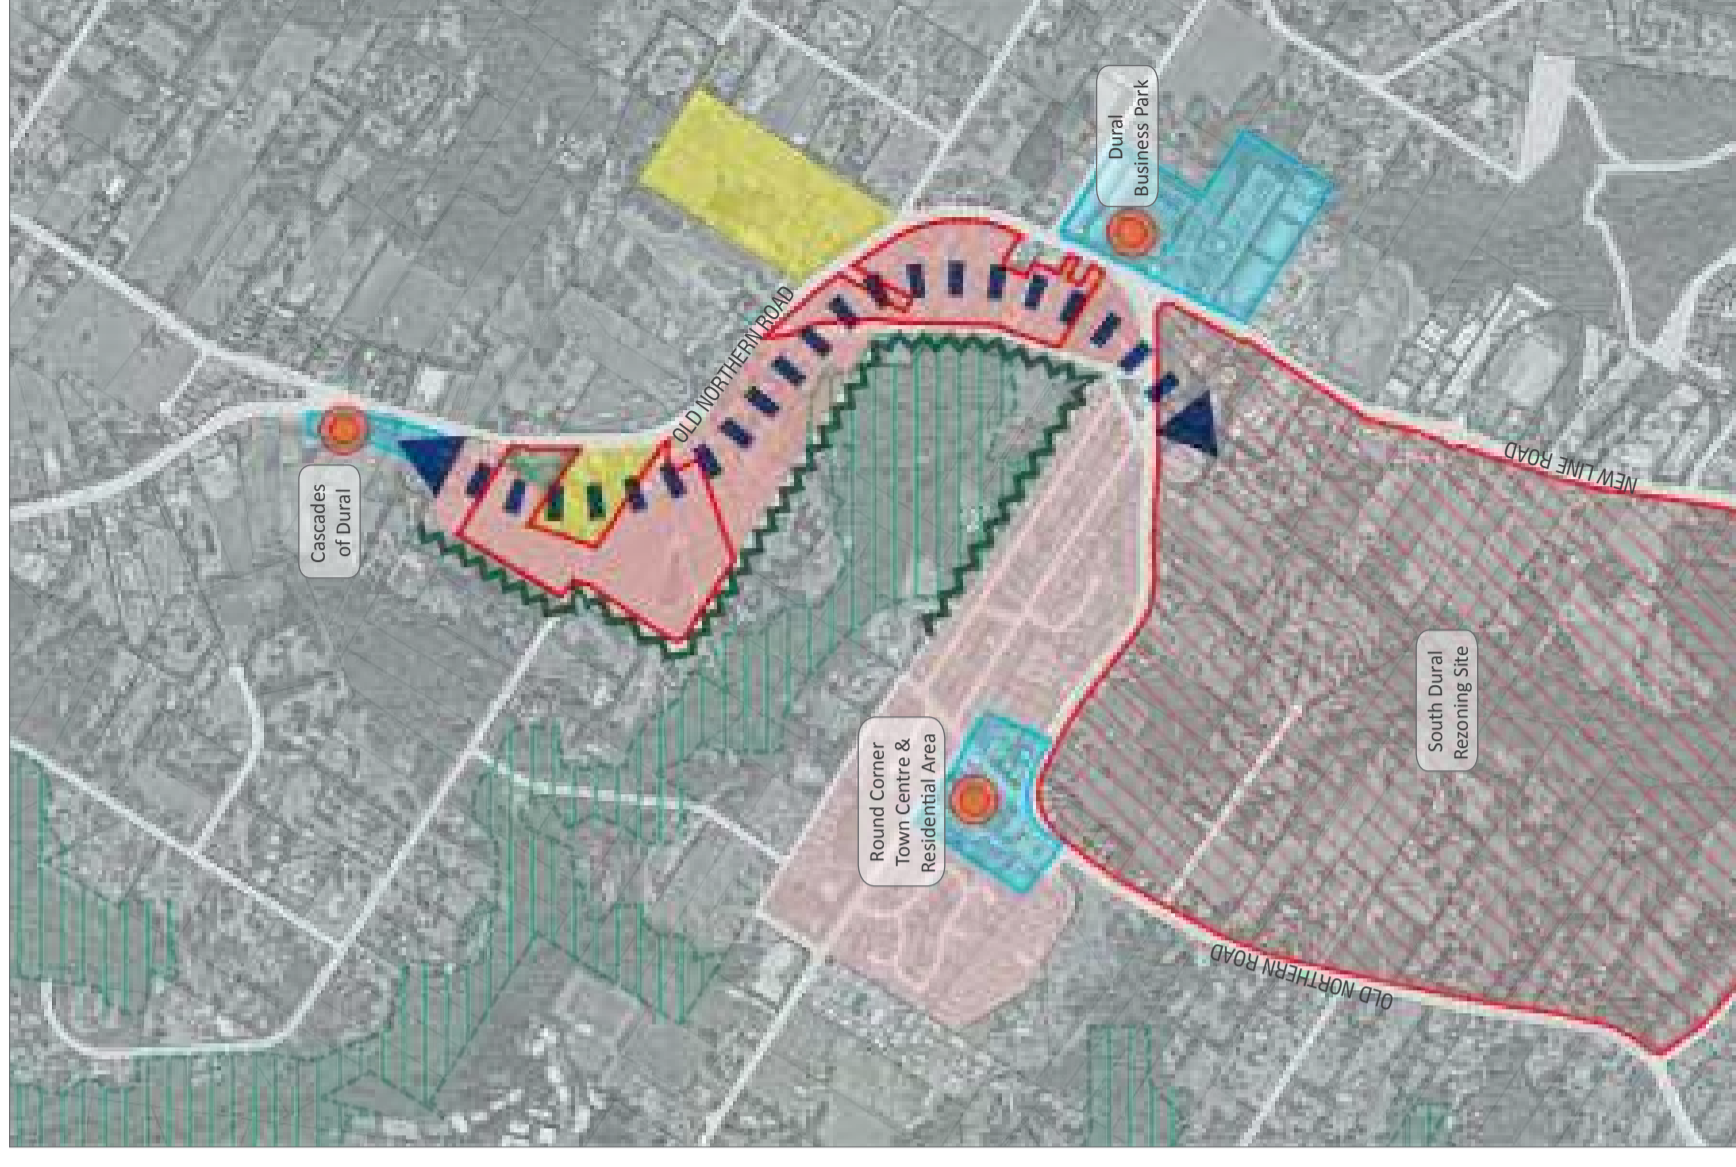 Cascades
of Dural
OLD NORTHERN ROAD
Dural
Business Park
Round Corner
Town Centre &
Residential Area
South Dural
Rezoning Site
NEW LINE ROAD
OLD NORTHERN ROAD